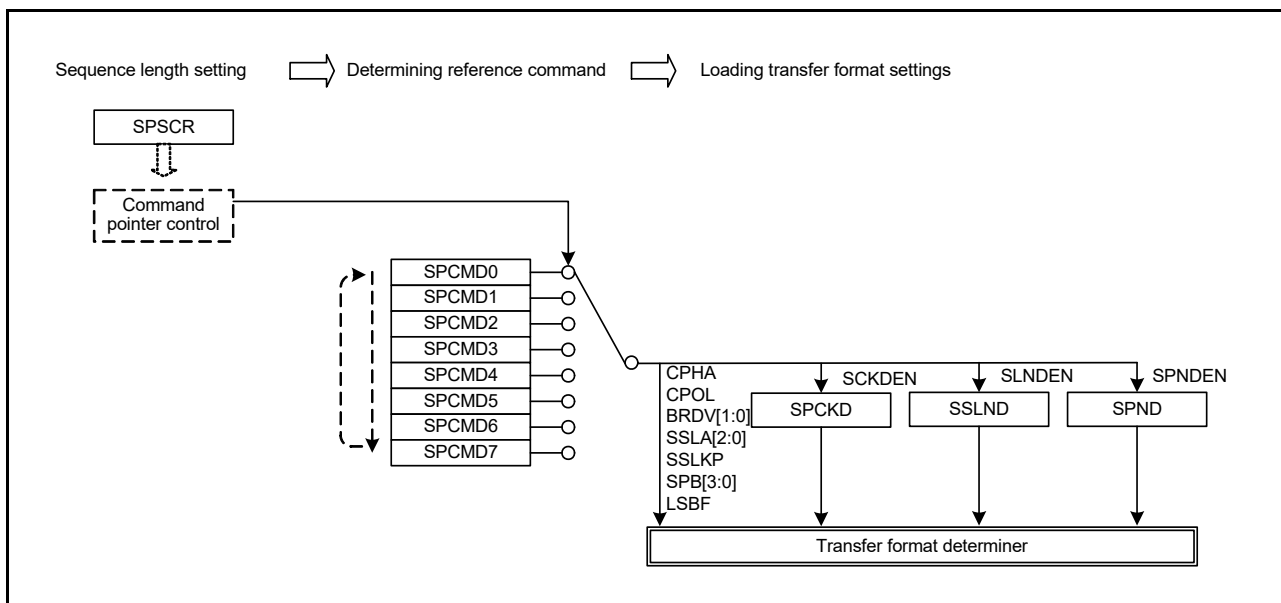 Sequence length setting
Determining reference command
Loading transfer format settings
SPSCR
Command
pointer control
SPCMD0
SPCMD1
SPCMD2
SPCMD3
SPCMD4
SPCMD5
SPCMD6
SPCMD7
CPHA
CPOL
BRDV[1:0]
SSLA[2:0]
SSLKP
SPB[3:0]
LSBF
SCKDEN
SPCKD
SLNDEN
SSLND
SPNDEN
SPND
Transfer format determiner